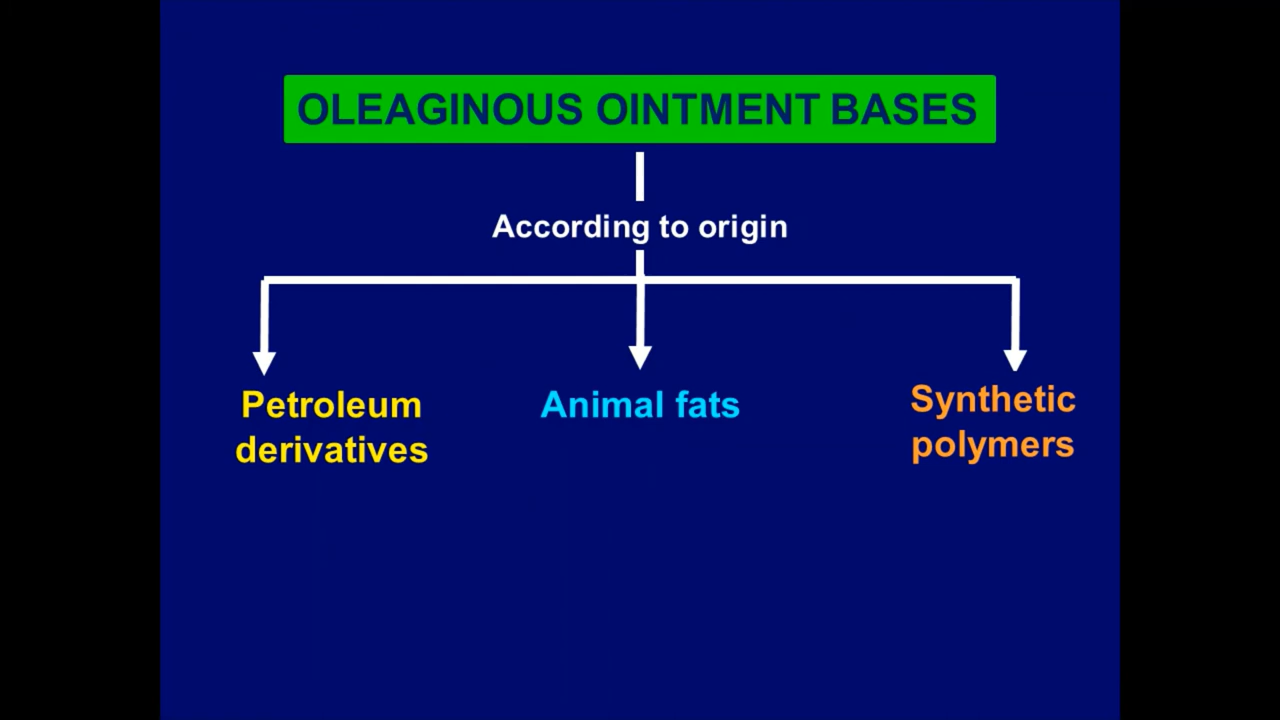 OLEAGINOUS OINTMENT BASES
According to origin
Petroleum
derivatives
Animal fats
Synthetic
polymers